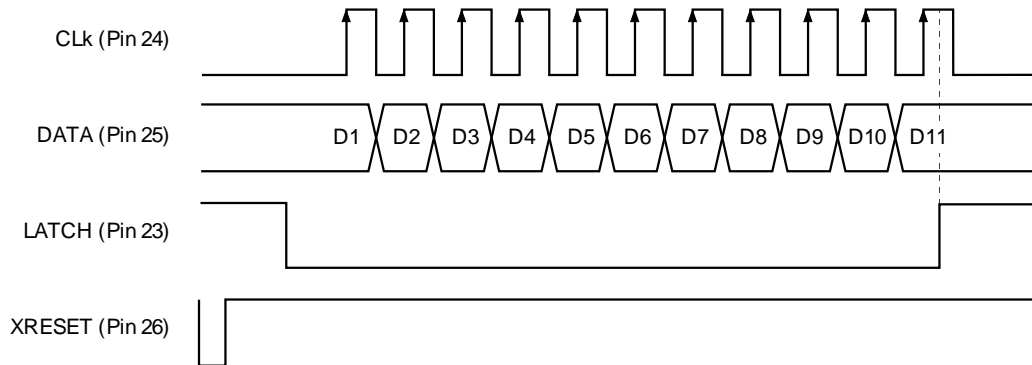 CLk (Pin 24)
DATA (Pin 25)
D1 D2 D3 D4 D5 D6 D7 D8 D9 D10 D11
LATCH (Pin 23)
XRESET (Pin 26)